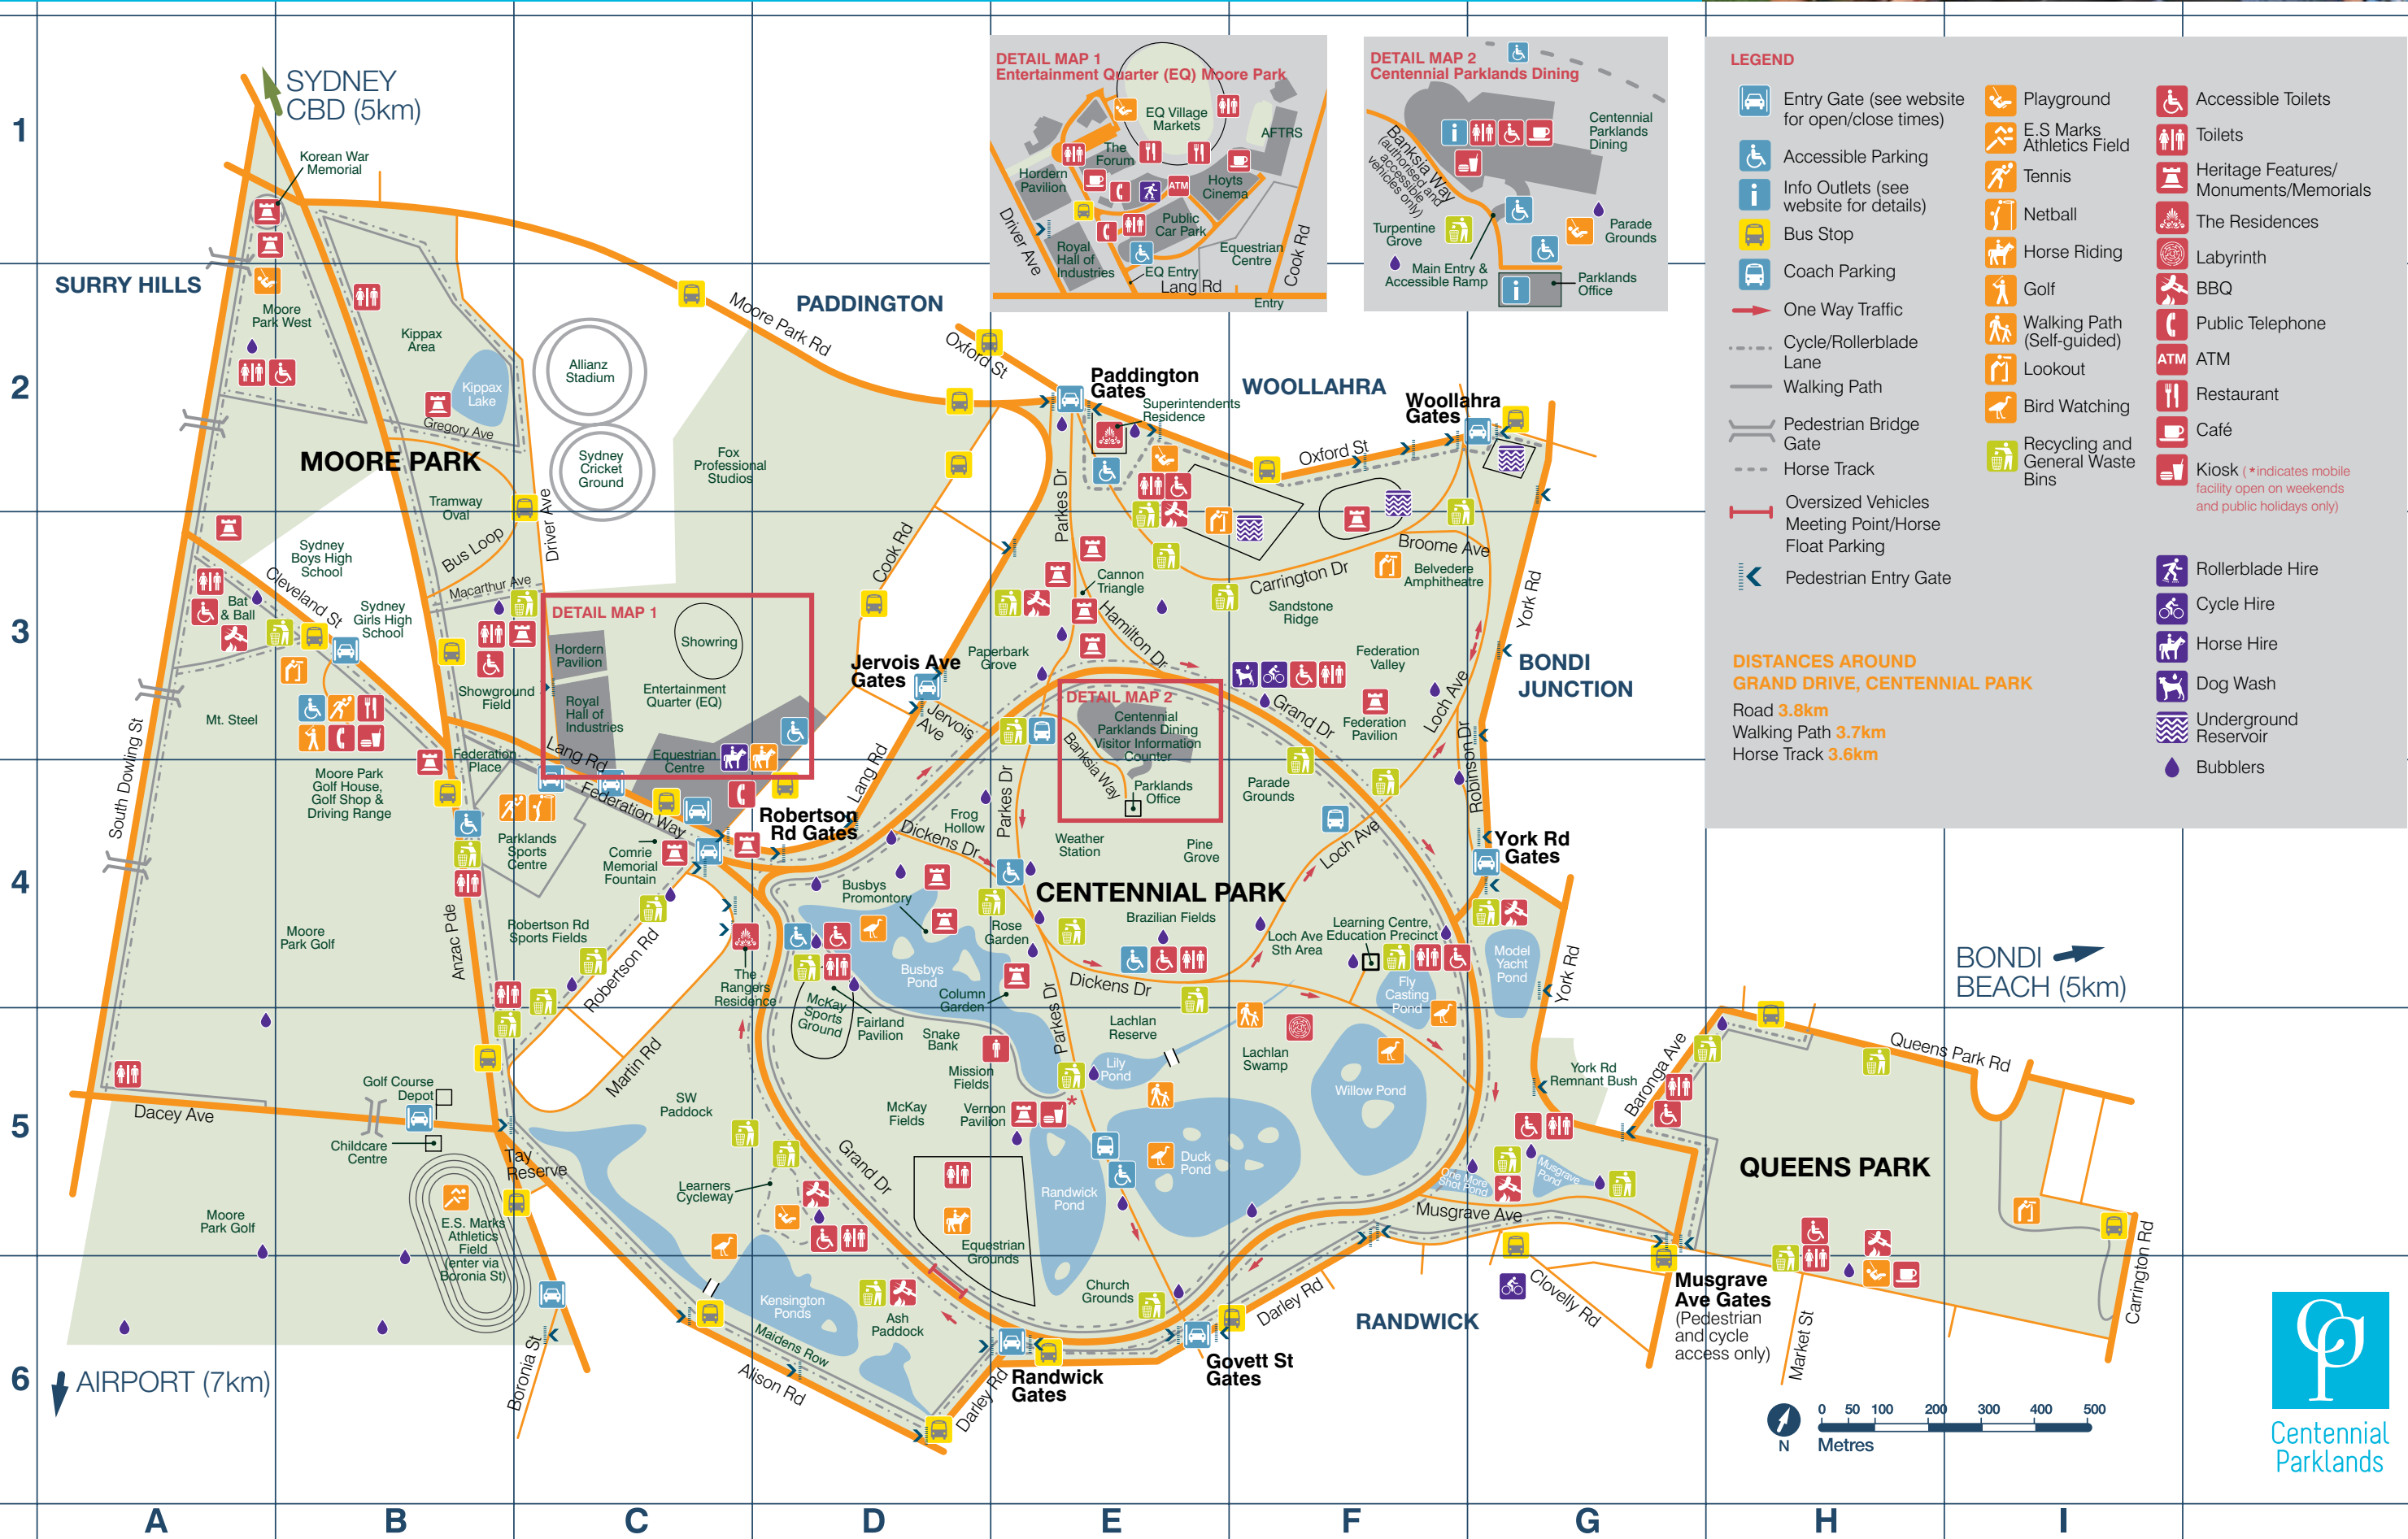 SYDNEY
CBD (5km)
Korean War
Memorial
SURRY HILLS
Moore
Park West
Kippax
Area
Kippax
Lake
Gregory Ave
MOORE PARK
Allianz
Stadium
Sydney
Cricket
Ground
Moore Park Rd
PADDINGTON
Oxford St
Fox
Professional
Studios
Tramway
Oval
Bus Loop
Driver Ave
Macarthur Ave
Sydney
Boys High
School
Cleveland St
Sydney
Girls High
School
Bat
& Ball
Mt. Steel
Showground
Field
Federation
Place
South Dowling St
Moore Park
Golf House,
Golf Shop &
Driving Range
DETAIL MAP 1
Hordern
Pavilion
Royal
Hall of
Industries
Showring
Entertainment
Quarter (EQ)
Equestrian
Centre
Lang Rd
Federation Way
Cook Rd
Jervois Ave
Gates
Jervois
Ave
Lang Rd
Robertson
Rd Gates
Parklands
Sports
Centre
Comrie
Memorial
Fountain
Moore
Park Golf
Anzac Pde
Robertson Rd
Sports Fields
Robertson Rd
Martin Rd
The
Rangers
Residence
Dacey Ave
Golf Course
Depot
Childcare
Centre
Tay
Reserve
Moore
Park Golf
E.S. Marks
Athletics
Field
(enter via
Boronia St)
Boronia St
AIRPORT (7km)
DETAIL MAP 1
Entertainment Quarter (EQ) Moore Park
EQ Village
Markets
AFTRS
The
Forum
Hordern
Pavilion
ATM
Hoyts
Cinema
Public
Car Park
Driver Ave
Royal
Hall of
Industries
EQ Entry
Equestrian
Centre
Cook Rd
Lang Rd
Entry
DETAIL MAP 2
Centennial Parklands Dining
Centennial
Parklands
Dining
Banksia Way
(authorised and
accessible
vehicles only)
Turpentine
Grove
Parade
Grounds
Main Entry &
Accessible Ramp
Parklands
Office
Paddington
Gates
Superintendents
Residence
WOOLLAHRA
Woollahra
Gates
Oxford St
Parkes Dr
Cannon
Triangle
Hamilton Dr
Paperbark
Grove
Carrington Dr
Broome Ave
Belvedere
Amphitheatre
Sandstone
Ridge
York Rd
BONDI
JUNCTION
Federation
Valley
Loch Ave
Federation
Pavilion
Grand Dr
Robinson Dr
DETAIL MAP 2
Centennial
Parklands Dining
Visitor Information
Counter
Banksia Way
Parklands
Office
Parade
Grounds
Parkes Dr
Frog
Hollow
Dickens Dr
Weather
Station
Pine
Grove
Loch Ave
York Rd
Gates
CENTENNIAL PARK
Busbys
Promontory
Rose
Garden
Busbys
Pond
Column
Garden
Brazilian Fields
Dickens Dr
Loch Ave
Sth Area
Learning Centre,
Education Precinct
Fly
Casting
Pond
Model
Yacht
Pond
York Rd
McKay
Sports
Ground
Fairland
Pavilion
Snake
Bank
Mission
Fields
Parkes Dr
Lachlan
Reserve
Lily
Pond
Lachlan
Swamp
Willow Pond
York Rd
Remnant Bush
Baronga Ave
SW
Paddock
McKay
Fields
Vernon
Pavilion
*
Randwick
Pond
Duck
Pond
Learners
Cycleway
Grand Dr
Equestrian
Grounds
Church
Grounds
One More
Shot Pond
Musgrave
Pond
Musgrave Ave
Kensington
Ponds
Ash
Paddock
Maidens Row
Alison Rd
Darley Rd
Randwick
Gates
Govett St
Gates
Darley Rd
RANDWICK
Clovelly Rd
Musgrave
Ave Gates
(Pedestrian
and cycle
access only)
Market St
Carrington Rd
QUEENS PARK
Queens Park Rd
BONDI
BEACH (5km)
LEGEND
Entry Gate (see website
for open/close times)
Accessible Parking
Info Outlets (see
website for details)
Bus Stop
Coach Parking
One Way Traffic
Cycle/Rollerblade
Lane
Walking Path
Pedestrian Bridge
Gate
Horse Track
Oversized Vehicles
Meeting Point/Horse
Float Parking
Pedestrian Entry Gate
Playground
E.S Marks
Athletics Field
Tennis
Netball
Horse Riding
Golf
Walking Path
(Self-guided)
Lookout
Bird Watching
Recycling and
General Waste
Bins
Accessible Toilets
Toilets
Heritage Features/
Monuments/Memorials
The Residences
Labyrinth
BBQ
Public Telephone
ATM ATM
Restaurant
Café
Kiosk (*indicates mobile
facility open on weekends
and public holidays only)
Rollerblade Hire
Cycle Hire
Horse Hire
Dog Wash
Underground
Reservoir
Bubblers
DISTANCES AROUND
GRAND DRIVE, CENTENNIAL PARK
Road 3.8km
Walking Path 3.7km
Horse Track 3.6km
N
0 50 100 200 300 400 500
Metres
Centennial
Parklands
1
2
3
4
5
6
A B C D E F G H I